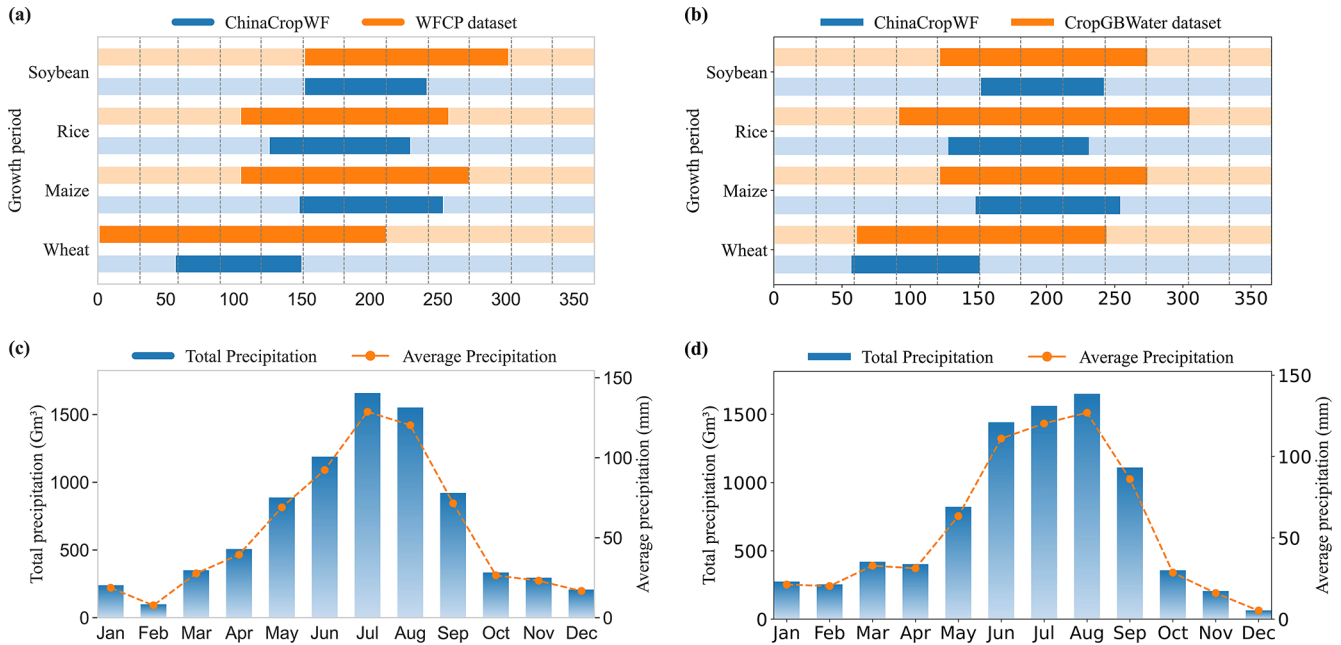 (a)
ChinaCropWF
WFCP dataset
Growth period
Soybean
Rice
Maize
Wheat
0 50 100 150 200 250 300 350
(b)
ChinaCropWF
CropGBWater dataset
Growth period
Soybean
Rice
Maize
Wheat
0 50 100 150 200 250 300 350
(c)
Total Precipitation
Average Precipitation
Total precipitation (Gm³)
1500
1000
500
0
Average precipitation (mm)
150
100
50
0
Jan Feb Mar Apr May Jun Jul Aug Sep Oct Nov Dec
(d)
Total Precipitation
Average Precipitation
Total precipitation (Gm³)
1500
1000
500
0
Average precipitation (mm)
150
100
50
0
Jan Feb Mar Apr May Jun Jul Aug Sep Oct Nov Dec